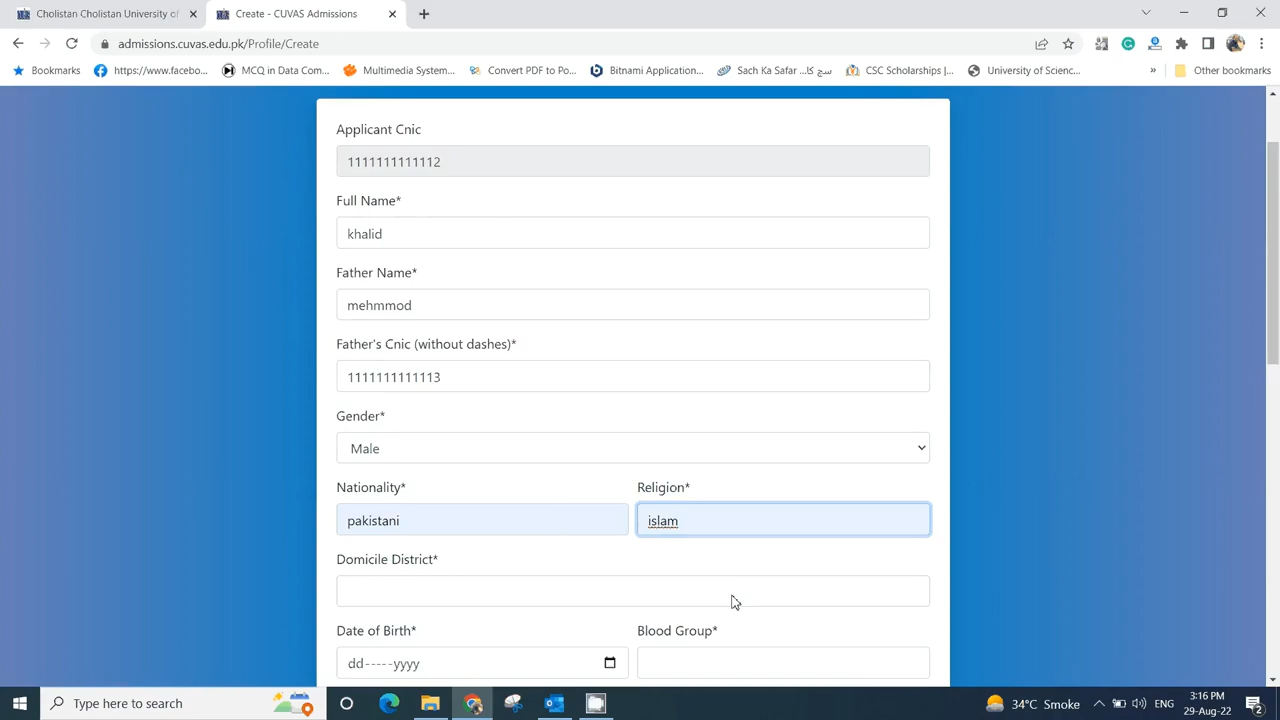 Cholistan Cholistan University of
Create - CUVAS Admissions
admissions.cuvas.edu.pk/Profile/Create
Bookmarks
https://www.facebo...
MCQ in Data Com...
Multimedia System...
Convert PDF to Po...
Bitnami Application...
Sach Ka Safar سچ کا...
CSC Scholarships |...
University of Scienc...
»
Other bookmarks
Applicant Cnic
1111111111112
Full Name*
khalid
Father Name*
mehmmod
Father's Cnic (without dashes)*
1111111111113
Gender*
Male
Nationality*
Religion*
pakistani
islam
Domicile District*
Date of Birth*
Blood Group*
dd-----yyyy
Type here to search
34°C Smoke
ENG
3:16 PM
29-Aug-22
2